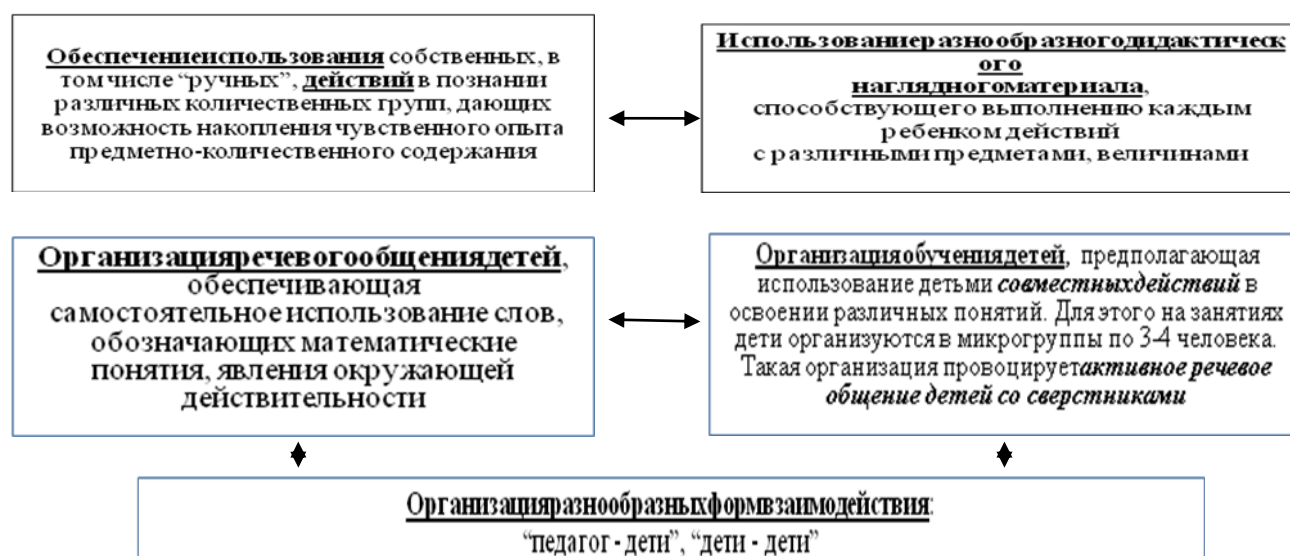 Обеспечениеиспользования собственных, в
том числе “ручных”, действий в познании
различных количественных групп, дающих
возможность накопления чувственного опыта
предметно-количественного содержания
Использованиеразнообразногодидактическ
ого
наглядногоматериала,
способствующего выполнению каждым
ребенком действий
с различными предметами, величинами
Организацияречевогообщениядетей,
обеспечивающая
самостоятельное использование слов,
обозначающих математические
понятия, явления окружающей
действительности
Организацияобучениядетей, предполагающая
использование детьми совместныхдействий в
освоении различных понятий. Для этого на занятиях
дети организуются в микрогруппы по 3-4 человека.
Такая организация провоцируетактивное речевое
общение детей со сверстниками
Организацияразнообразныхформвзаимодействия:
“педагог - дети”, “дети - дети”